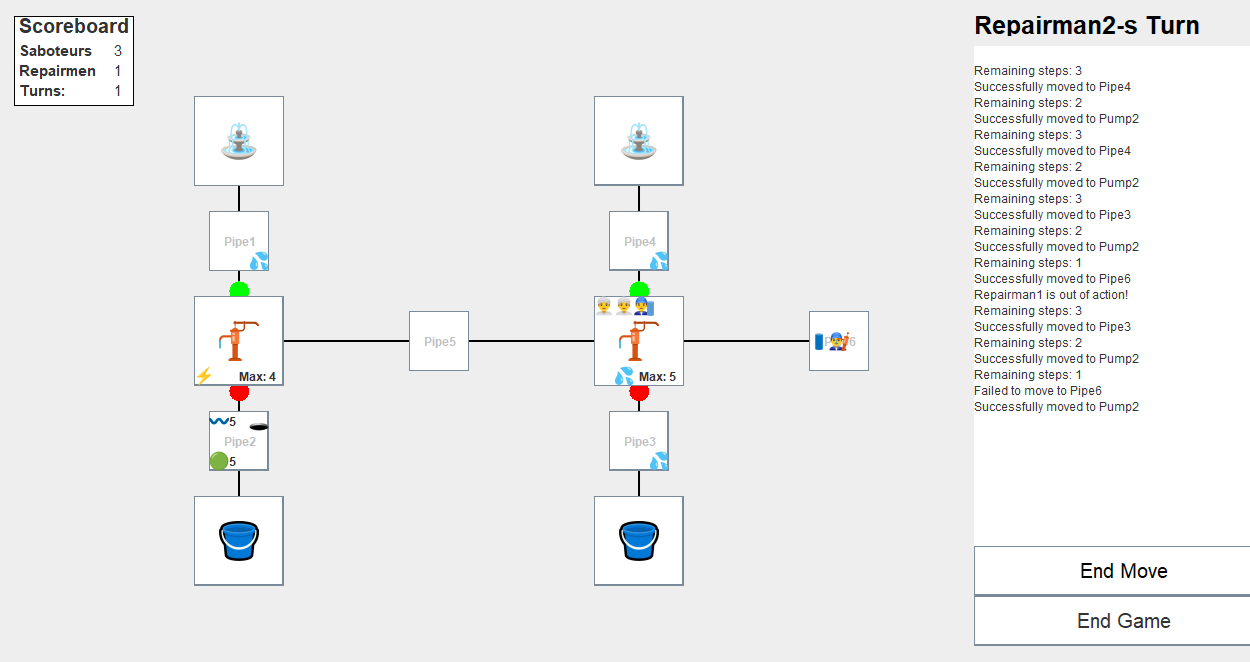 Scoreboard
Saboteurs 3
Repairmen 1
Turns: 1
Repairman2-s Turn
Remaining steps: 3
Successfully moved to Pipe4
Remaining steps: 2
Successfully moved to Pump2
Remaining steps: 3
Successfully moved to Pipe4
Remaining steps: 2
Successfully moved to Pump2
Remaining steps: 3
Successfully moved to Pipe3
Remaining steps: 2
Successfully moved to Pump2
Remaining steps: 1
Successfully moved to Pipe6
Repairman1 is out of action!
Remaining steps: 3
Successfully moved to Pipe3
Remaining steps: 2
Successfully moved to Pump2
Remaining steps: 1
Failed to move to Pipe6
Successfully moved to Pump2
Pipe1
Pipe4
Max: 4
Pipe5
Max: 5
5
Pipe2
5
Pipe3
End Move
End Game